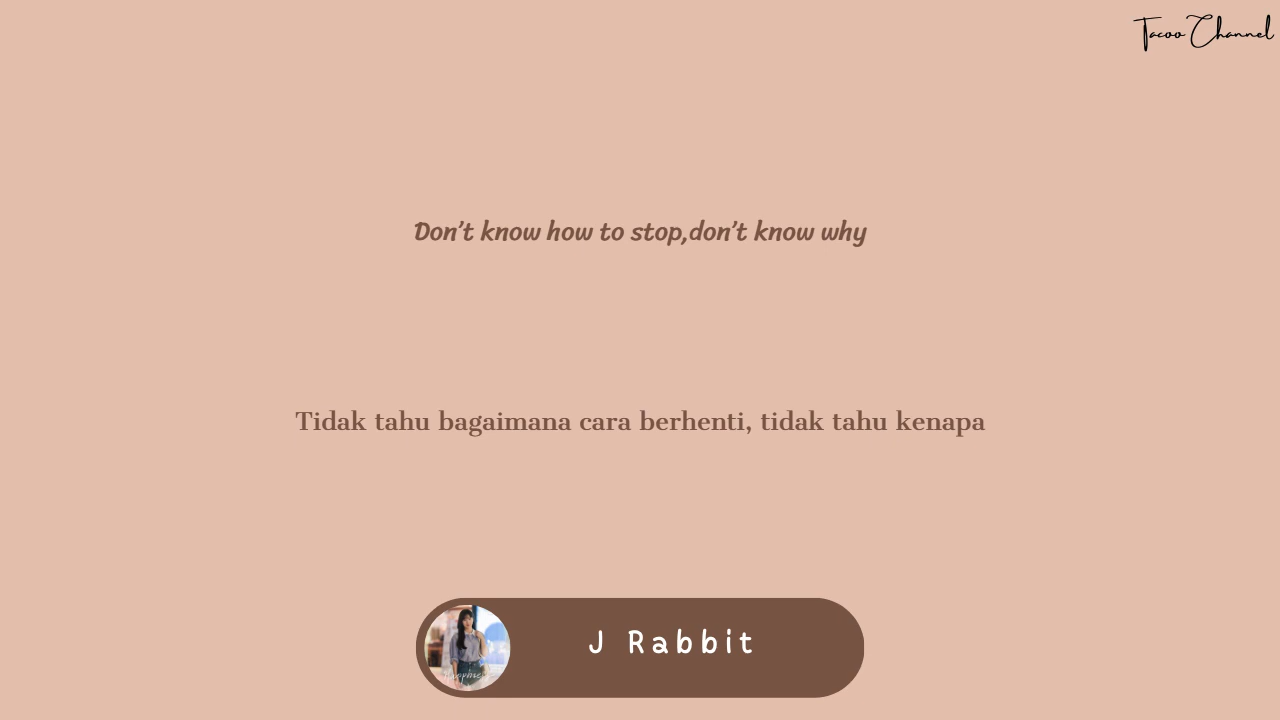 Tacoo Channel
Don't know how to stop,don't know why
Tidak tahu bagaimana cara berhenti, tidak tahu kenapa
J Rabbit